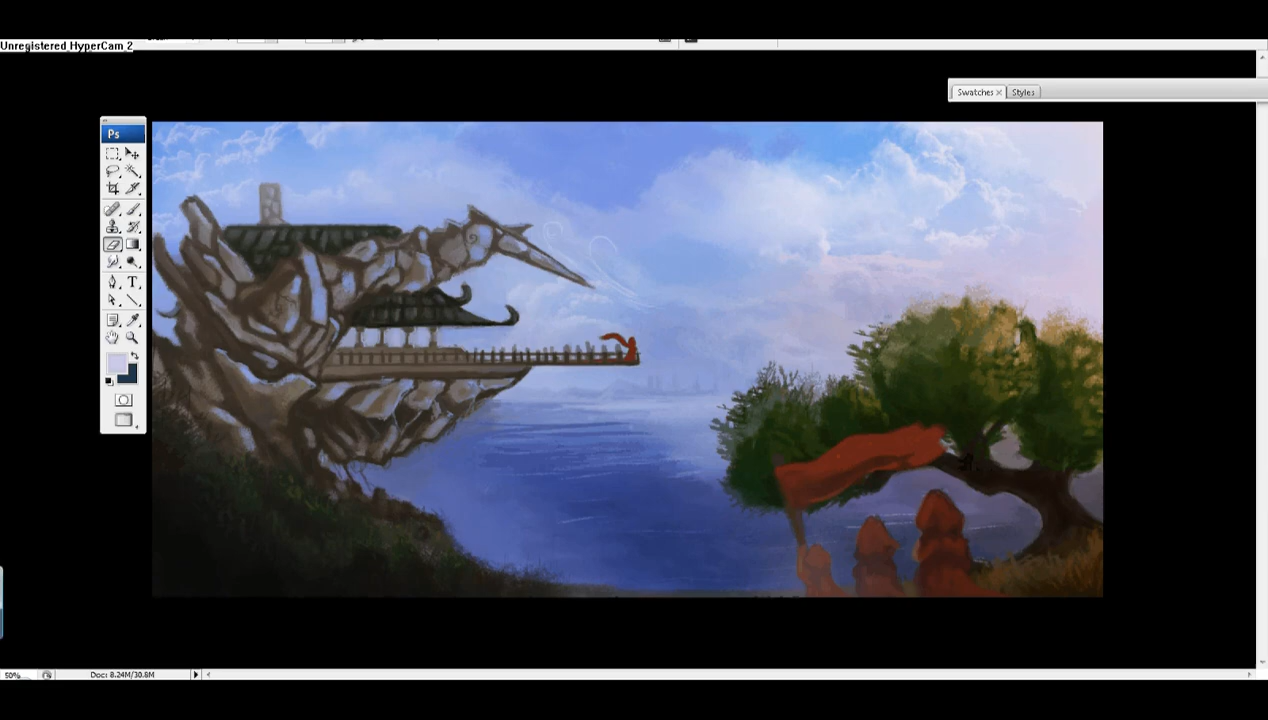 Unregistered HyperCam 2
Swatches
Styles
Ps
T
50%
Doc: 8.24M/30.8M